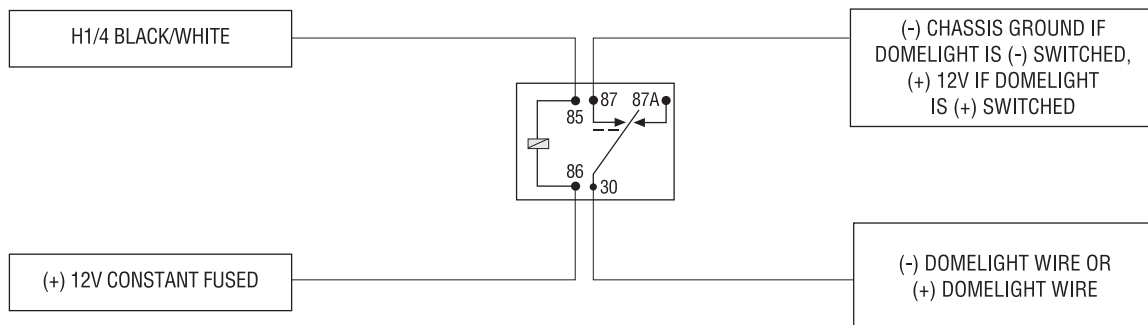 H1/4 BLACK/WHITE
(-) CHASSIS GROUND IF
DOMELIGHT IS (-) SWITCHED,
(+) 12V IF DOMELIGHT
IS (+) SWITCHED
87 87A
85
86
30
(+) 12V CONSTANT FUSED
(-) DOMELIGHT WIRE OR
(+) DOMELIGHT WIRE